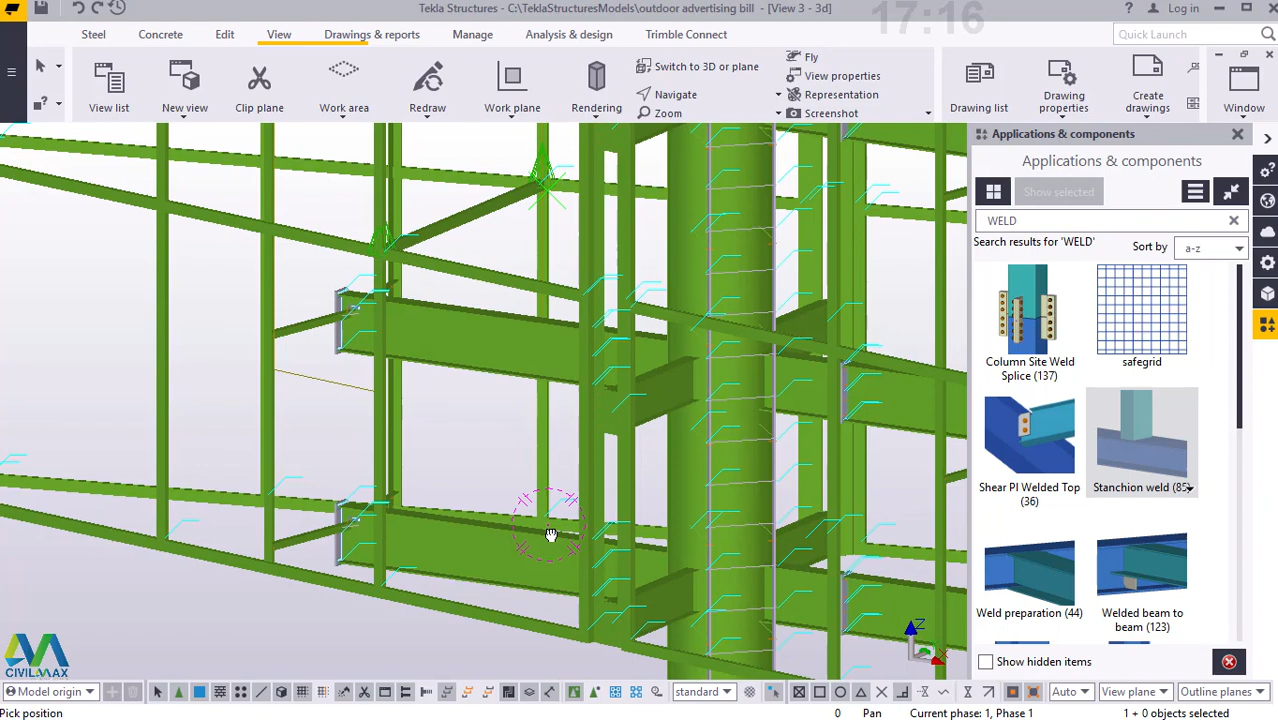 Tekla Structures - C:\TeklaStructuresModels\outdoor advertising bill - [View 3 - 3d]
17:16
Log in
Steel
Concrete
Edit
View
Drawings & reports
Manage
Analysis & design
Trimble Connect
Quick Launch
View list
New view
Clip plane
Work area
Redraw
Work plane
Rendering
Switch to 3D or plane
Navigate
Zoom
Fly
View properties
Representation
Screenshot
Drawing list
Drawing properties
Create drawings
Window
Applications & components
Applications & components
Show selected
WELD
Search results for 'WELD'
Sort by
a-z
Column Site Weld Splice (137)
safegrid
Shear Pl Welded Top (36)
Stanchion weld (85)
Weld preparation (44)
Welded beam to beam (123)
Show hidden items
Z
X
CIVILMAX
Model origin
standard
Auto
View plane
Outline planes
Pick position
0
Pan
Current phase: 1, Phase 1
1 + 0 objects selected